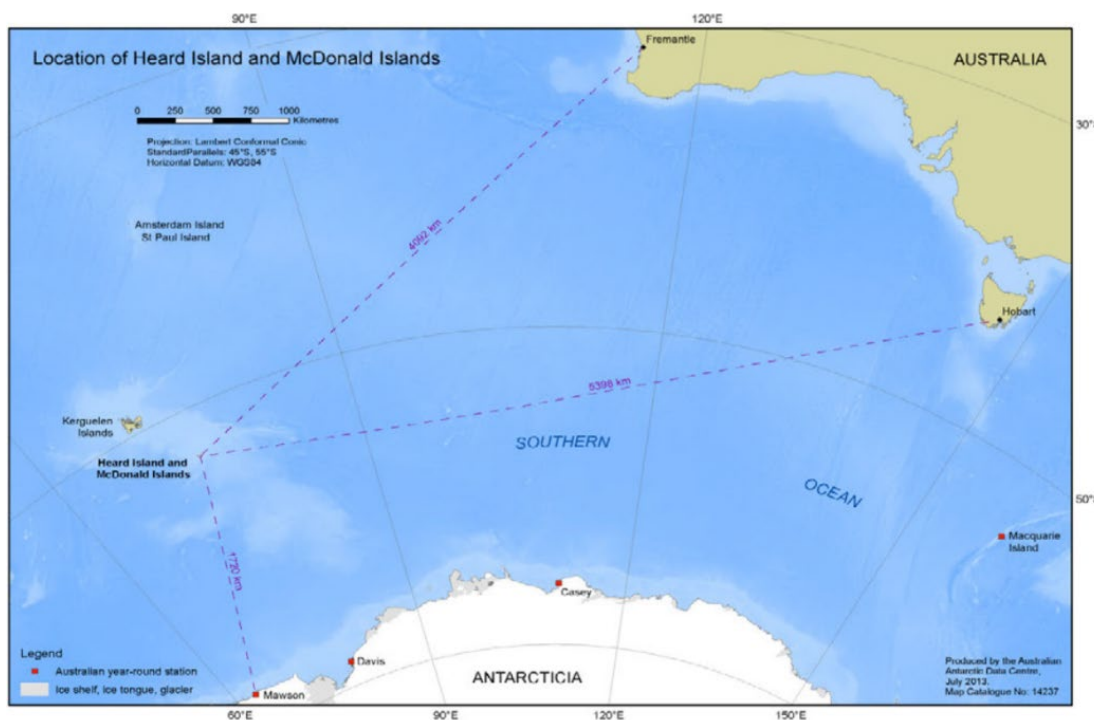 90°E
120°E
Location of Heard Island and McDonald Islands
Fremantle
AUSTRALIA
0 250 500 750 1000
Kilometres
Projection: Lambert Conformal Conic
StandardParallels: 45°S, 55°S
Horizontal Datum: WGS84
30°
Amsterdam Island
St Paul Island
4092 km
Hobart
5398 km
Kerguelen
Islands
SOUTHERN
Heard Island and
McDonald Islands
OCEAN
50°
Macquarie
Island
1720 km
Casey
Legend
Australian year-round station
Ice shelf, ice tongue, glacier
Davis
Mawson
ANTARCTICIA
Produced by the Australian
Antarctic Data Centre,
July 2013.
Map Catalogue No: 14237
60°E
90°E
120°E
150°E